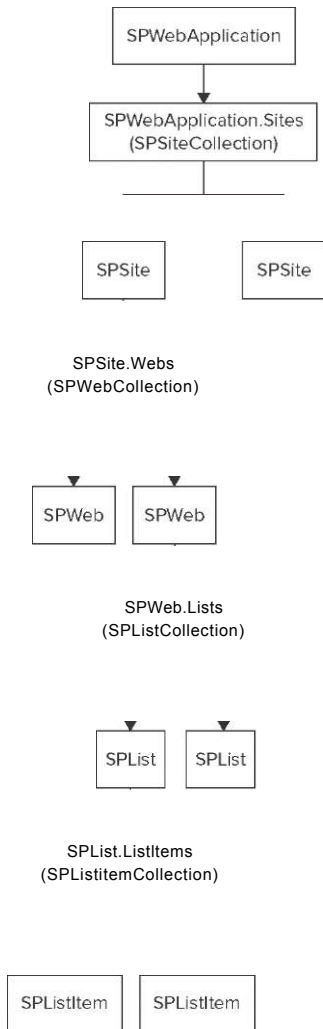 SPWebApplication
SPWebApplication.Sites
(SPSiteCollection)
SPSite SPSite
SPSite.Webs
(SPWebCollection)
SPWeb SPWeb
SPWeb.Lists
(SPListCollection)
SPList SPList
SPList.ListItems
(SPListitemCollection)
SPListItem SPListItem